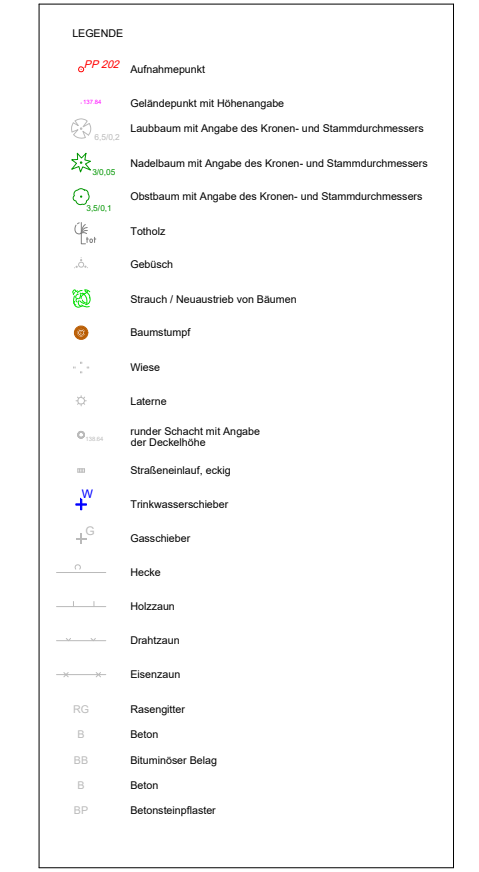 LEGENDE
PP 202 Aufnahmepunkt
137.64 Geländepunkt mit Höhenangabe
6,5/0,2 Laubbaum mit Angabe des Kronen- und Stammdurchmessers
3/0,05 Nadelbaum mit Angabe des Kronen- und Stammdurchmessers
3,5/0,1 Obstbaum mit Angabe des Kronen- und Stammdurchmessers
tot Totholz
Gebüsch
Strauch / Neuaustrieb von Bäumen
Baumstumpf
Wiese
Laterne
runder Schacht mit Angabe
der Deckelhöhe
Straßeneinlauf, eckig
W Trinkwasserschieber
G Gasschieber
Hecke
Holzzaun
Drahtzaun
Eisenzaun
RG Rasengitter
B Beton
BB Bituminöser Belag
B Beton
BP Betonsteinpflaster